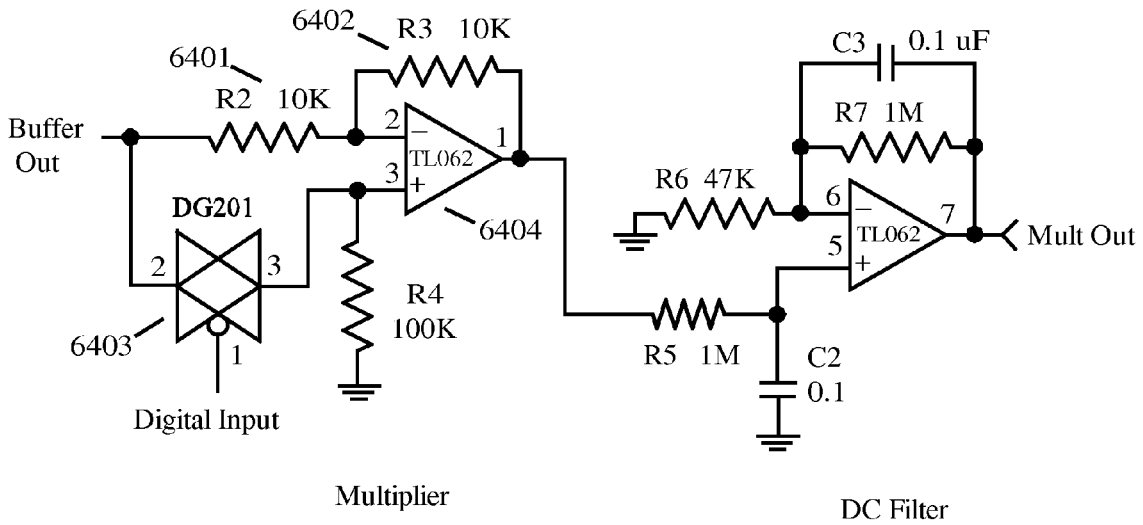 6402
R3 10K
6401
R2 10K
Buffer
Out
2
−
TL062
1
3
+
6404
DG201
2
3
6403
1
Digital Input
R4
100K
Multiplier
C3 0.1 uF
R7 1M
R6 47K
6
−
TL062
7
5
+
Mult Out
R5 1M
C2
0.1
DC Filter